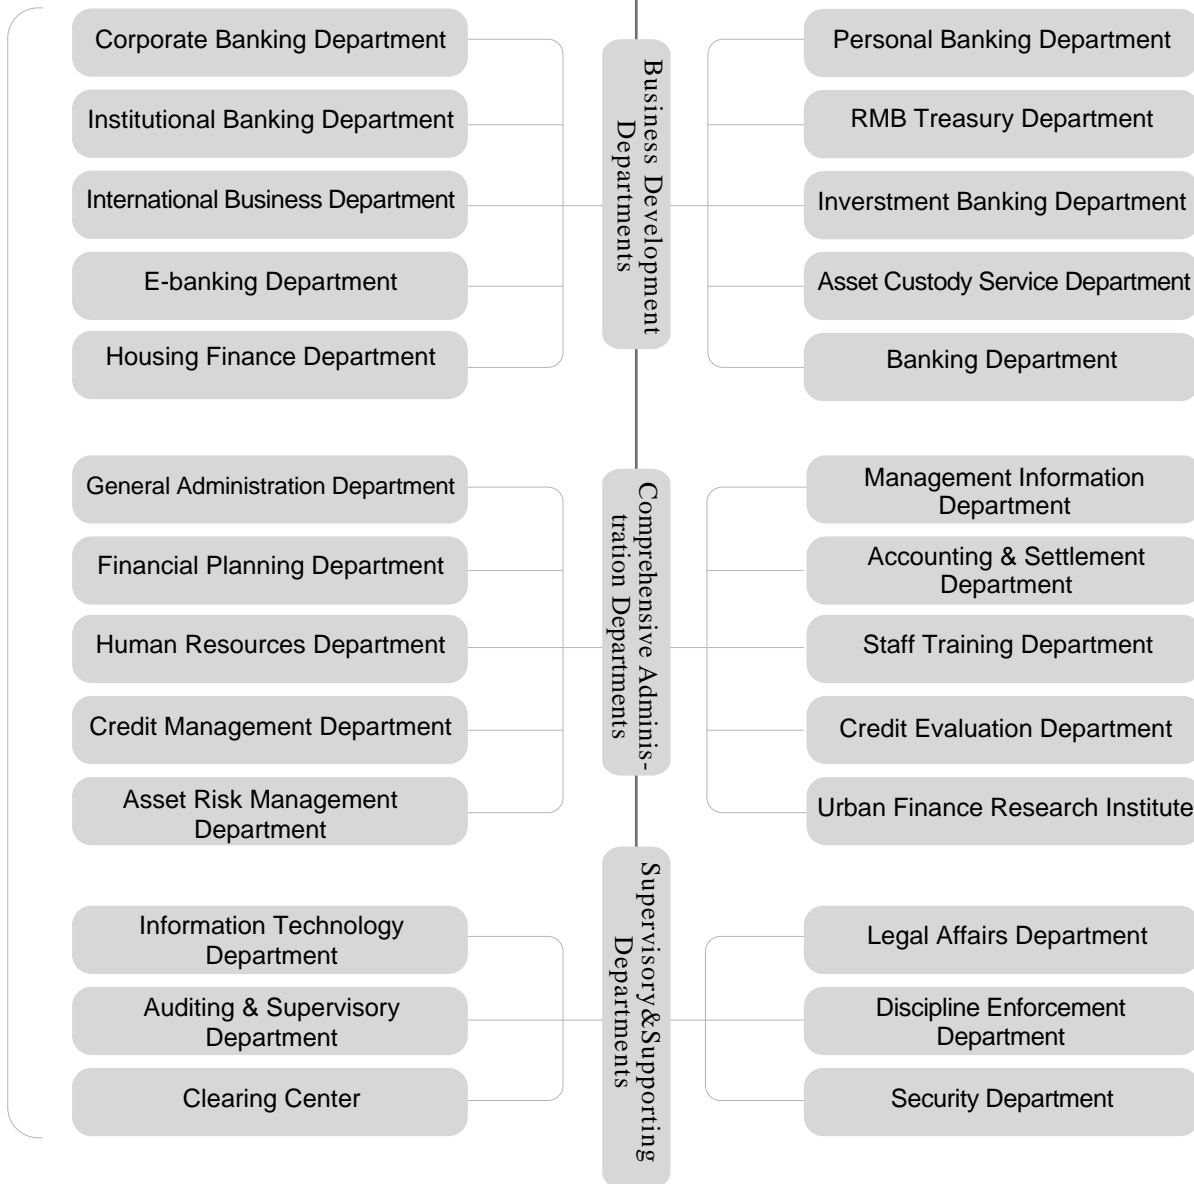 Corporate Banking Department
Institutional Banking Department
International Business Department
E-banking Department
Housing Finance Department
Business Development
Departments
Personal Banking Department
RMB Treasury Department
Inverstment Banking Department
Asset Custody Service Department
Banking Department
General Administration Department
Financial Planning Department
Human Resources Department
Credit Management Department
Asset Risk Management
Department
Comprehensive Adminis-
tration Departments
Management Information
Department
Accounting & Settlement
Department
Staff Training Department
Credit Evaluation Department
Urban Finance Research Institute
Information Technology
Department
Auditing & Supervisory
Department
Clearing Center
Supervisory&Supporting
Departments
Legal Affairs Department
Discipline Enforcement
Department
Security Department